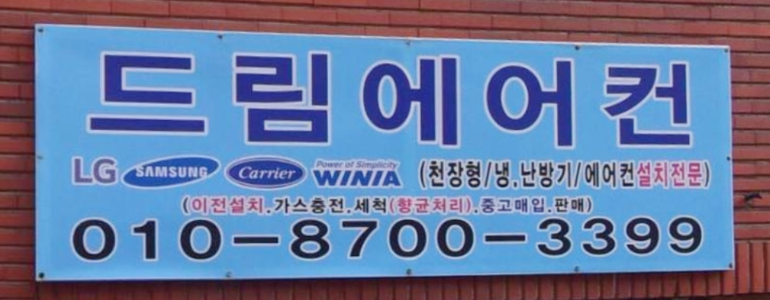 드림에어컨
LG SAMSUNG Carrier Power of Simplicity WINIA (천장형/냉.난방기/에어컨설치전문)
(이전설치.가스충전.세척(향균처리).중고매입.판매)
010-8700-3399